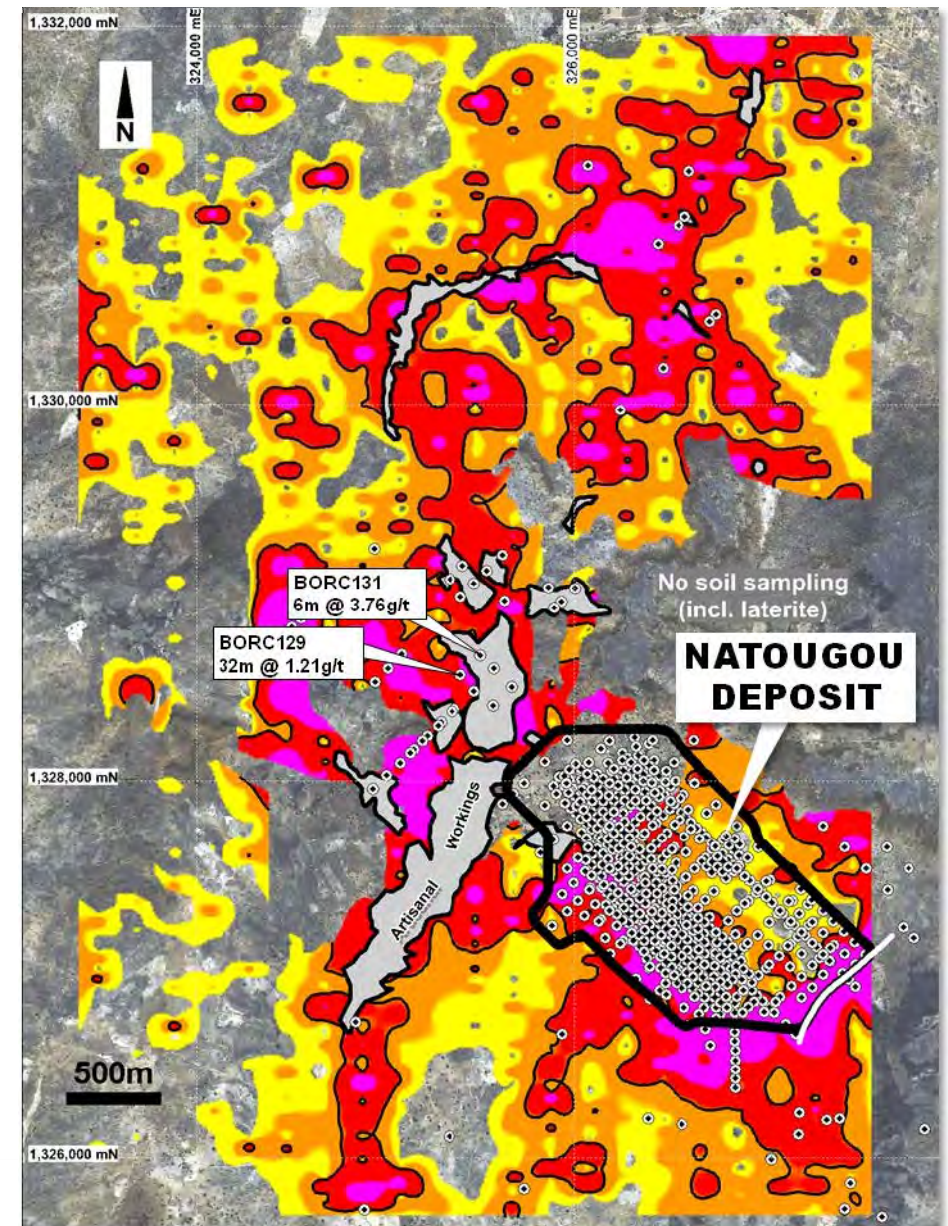 1,332,000 mN
324,000 mE
326,000 mE
N
1,330,000 mN
BORC131
6m @ 3.76g/t
BORC129
32m @ 1.21g/t
No soil sampling
(incl. laterite)
NATOUGOU
DEPOSIT
1,328,000 mN
Artisanal Workings
500m
1,326,000 mN